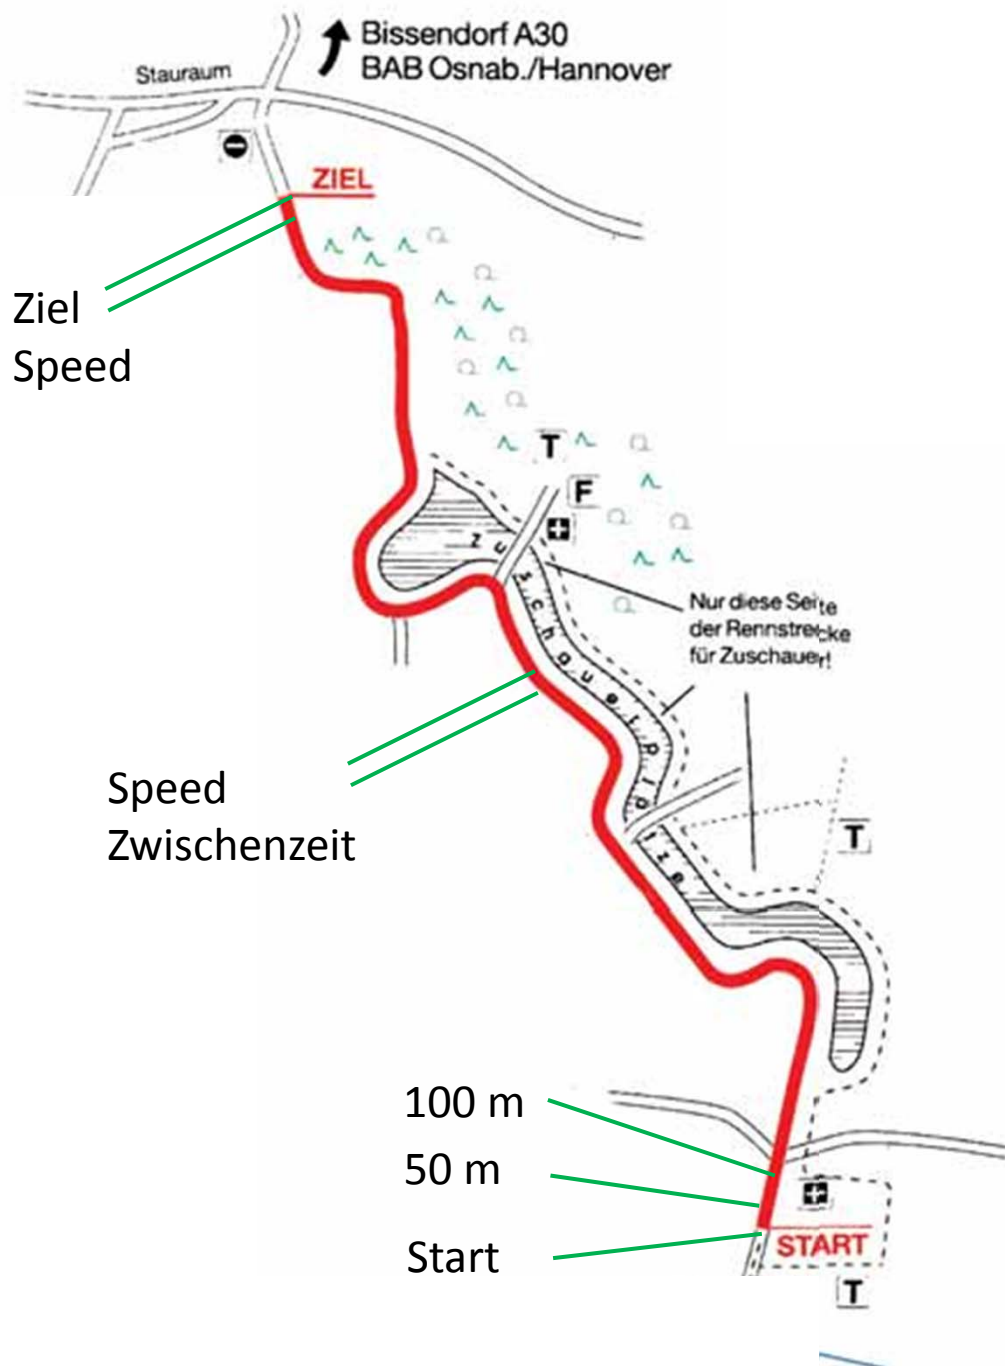 Bissendorf A30
BAB Osnab./Hannover
Stauraum
ZIEL
Ziel
Speed
T
F
Zuschauerplätze
Nur diese Seite
der Rennstrecke
für Zuschauer!
Speed
Zwischenzeit
T
100 m
50 m
Start
START
T